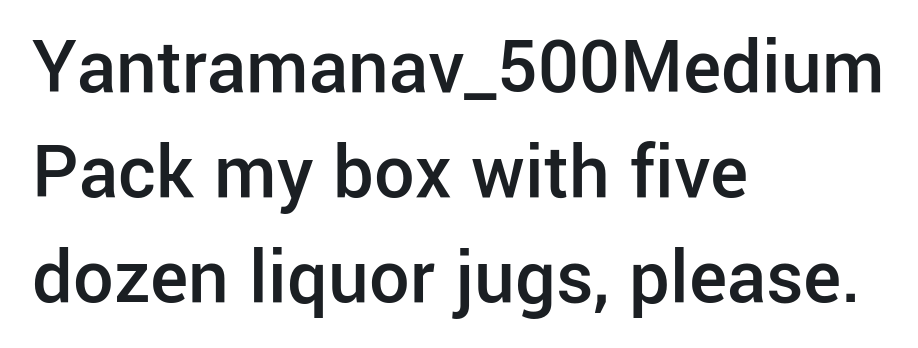 Yantramanav_500Medium
Pack my box with five
dozen liquor jugs, please.